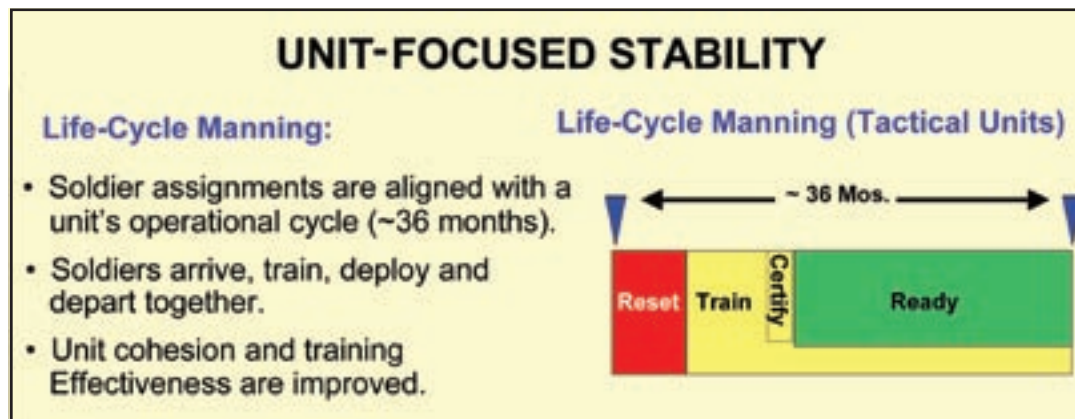 UNIT-FOCUSED STABILITY
Life-Cycle Manning:
• Soldier assignments are aligned with a
unit's operational cycle (~36 months).
• Soldiers arrive, train, deploy and
depart together.
• Unit cohesion and training
Effectiveness are improved.
Life-Cycle Manning (Tactical Units)
~ 36 Mos.
Reset
Train
Certify
Ready